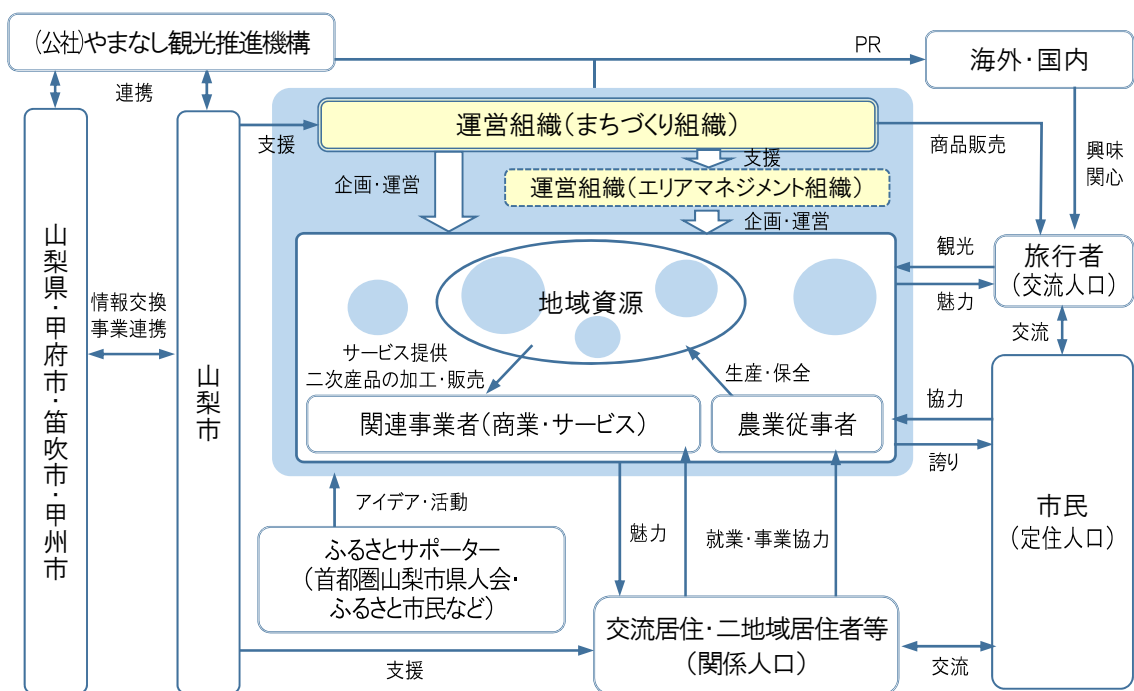 (公社)やまなし観光推進機構
PR
海外・国内
連携
支援
運営組織(まちづくり組織)
商品販売
興味
関心
企画・運営
支援
運営組織(エリアマネジメント組織)
企画・運営
山梨県・甲府市・笛吹市・甲州市
情報交換
事業連携
山梨市
地域資源
観光
魅力
旅行者
(交流人口)
交流
サービス提供
二次産品の加工・販売
生産・保全
関連事業者(商業・サービス)
農業従事者
協力
誇り
市民
(定住人口)
アイデア・活動
ふるさとサポーター
(首都圏山梨市県人会・
ふるさと市民など)
魅力
就業・事業協力
交流居住・二地域居住者等
(関係人口)
支援
交流